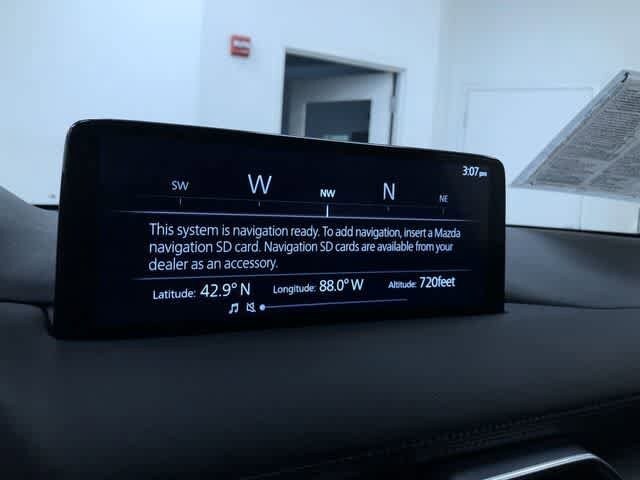 3:07pm
SW W NW N NE
This system is navigation ready. To add navigation, insert a Mazda
navigation SD card. Navigation SD cards are available from your
dealer as an accessory.
Latitude: 42.9° N Longitude: 88.0° W Altitude: 720feet